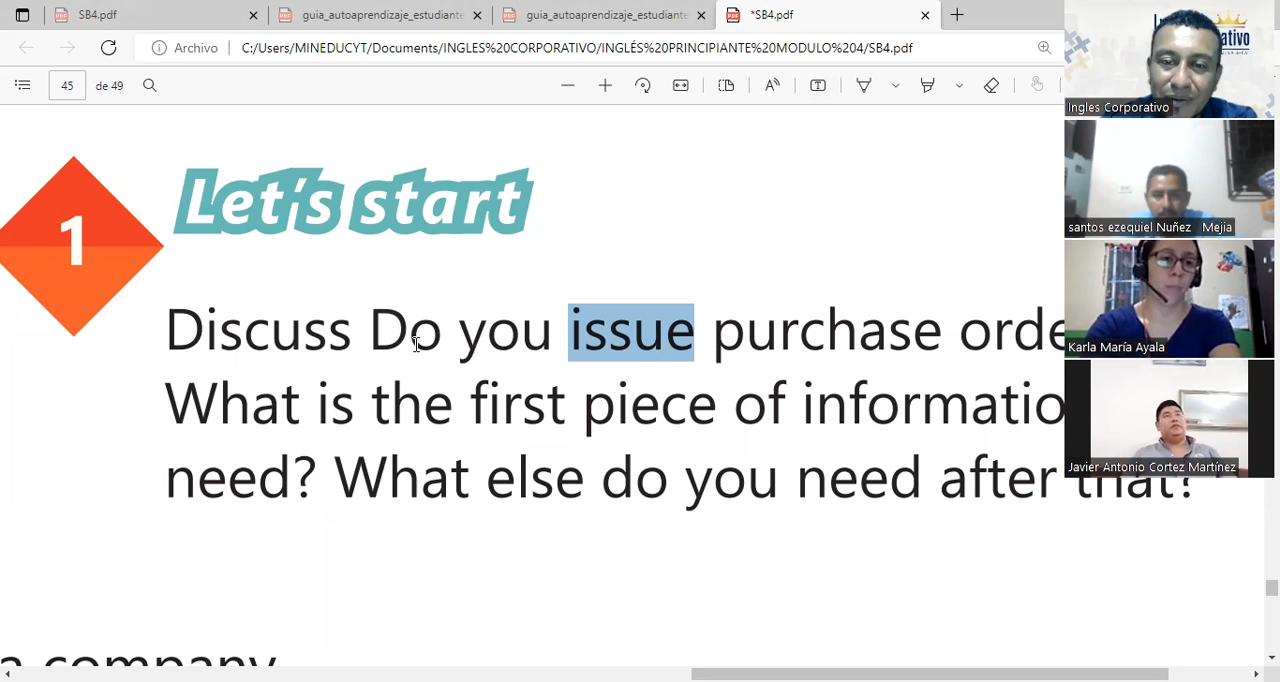 SB4.pdf
guia_autoaprendizaje_estudiante
guia_autoaprendizaje_estudiante
*SB4.pdf
Archivo
C:/Users/MINEDUCYT/Documents/INGLES%20CORPORATIVO/INGLÉS%20PRINCIPIANTE%20MODULO%204/SB4.pdf
45
de 49
1
Let's start
Discuss Do you issue purchase orde
What is the first piece of informatio
need? What else do you need after that?
a company
Ingles Corporativo
santos ezequiel Nuñez Mejia
Karla María Ayala
Javier Antonio Cortez Martínez